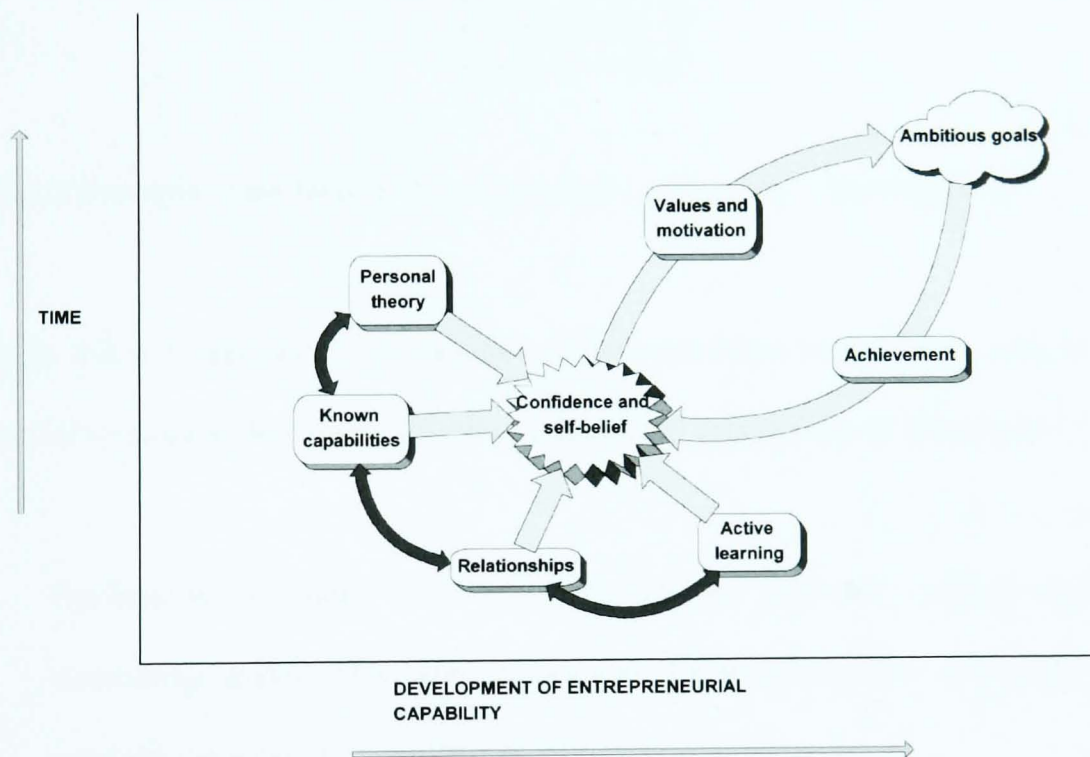 Ambitious goals
Values and
motivation
Personal
theory
TIME
Achievement
Confidence and
self-belief
Known
capabilities
Active
learning
Relationships
DEVELOPMENT OF ENTREPRENEURIAL
CAPABILITY